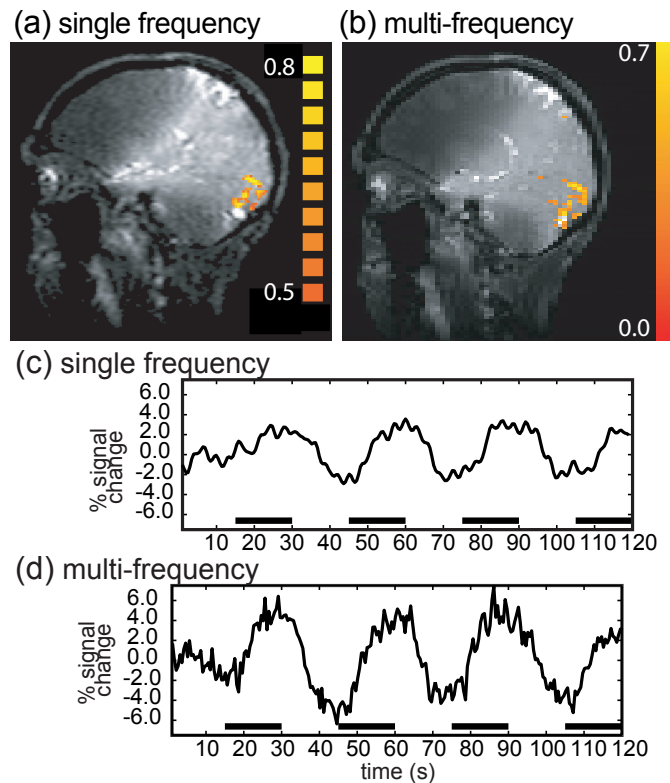 (a) single frequency
(b) multi-frequency
0.8
0.5
0.7
0.0
(c) single frequency
% signal
change
6.0
4.0
2.0
0.0
-2.0
-4.0
-6.0
10 20 30 40 50 60 70 80 90 100 110 120
(d) multi-frequency
% signal
change
6.0
4.0
2.0
0.0
-2.0
-4.0
-6.0
10 20 30 40 50 60 70 80 90 100 110 120
time (s)